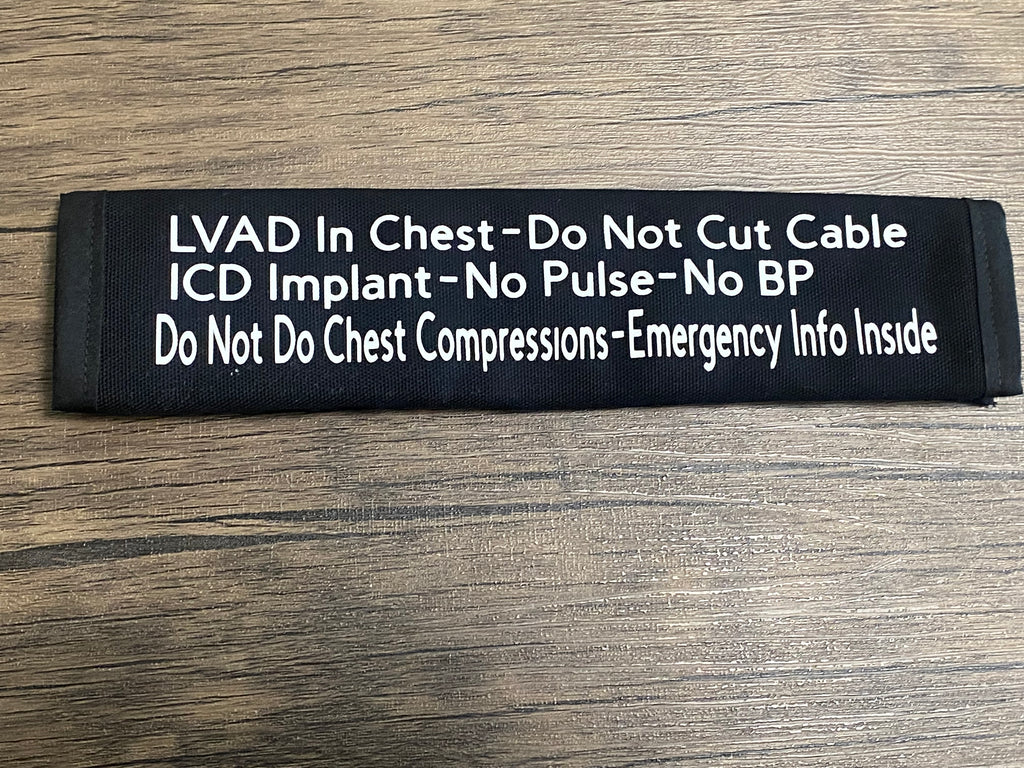 LVAD In Chest-Do Not Cut Cable
ICD Implant-No Pulse-No BP
Do Not Do Chest Compressions-Emergency Info Inside